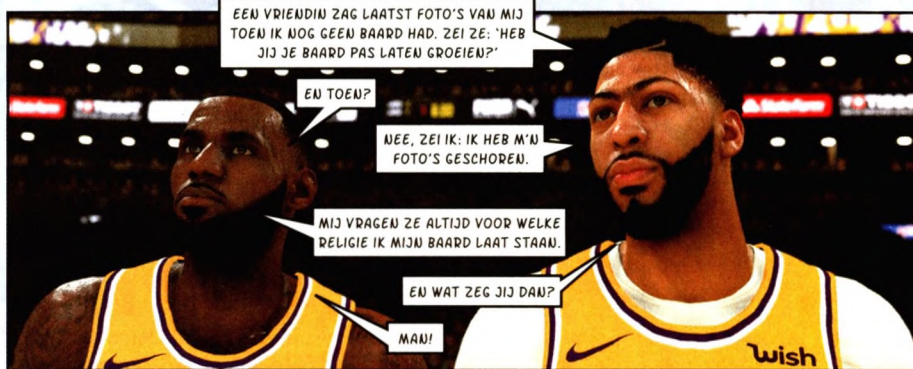 EEN VRIENDIN ZAG LAATST FOTO'S VAN MIJ
TOEN IK NOG GEEN BAARD HAD. ZEI ZE: 'HEB
JIJ JE BAARD PAS LATEN GROEIEN?'
EN TOEN?
NEE, ZEI IK: IK HEB M'N
FOTO'S GESCHOREN.
MIJ VRAGEN ZE ALTIJD VOOR WELKE
RELIGIE IK MIJN BAARD LAAT STAAN.
EN WAT ZEG JIJ DAN?
MAN!
wish